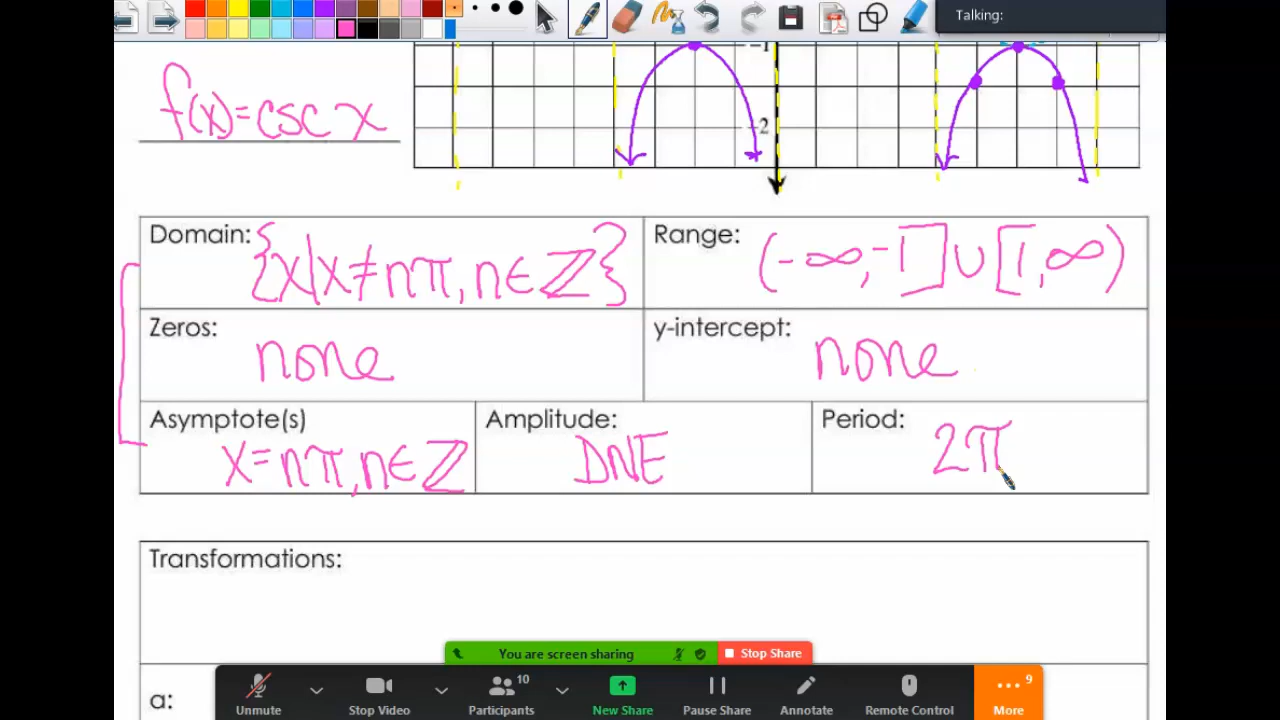 Talking:
-1
f(x)=csc x
-2
Domain: {x|x≠nπ, n∈ℤ}
Range: (-∞,-1]∪[1,∞)
Zeros: none
y-intercept: none
Asymptote(s) x=nπ, n∈ℤ
Amplitude: DNE
Period: 2π
Transformations:
You are screen sharing
Stop Share
a:
10
9
Unmute
Stop Video
Participants
New Share
Pause Share
Annotate
Remote Control
More